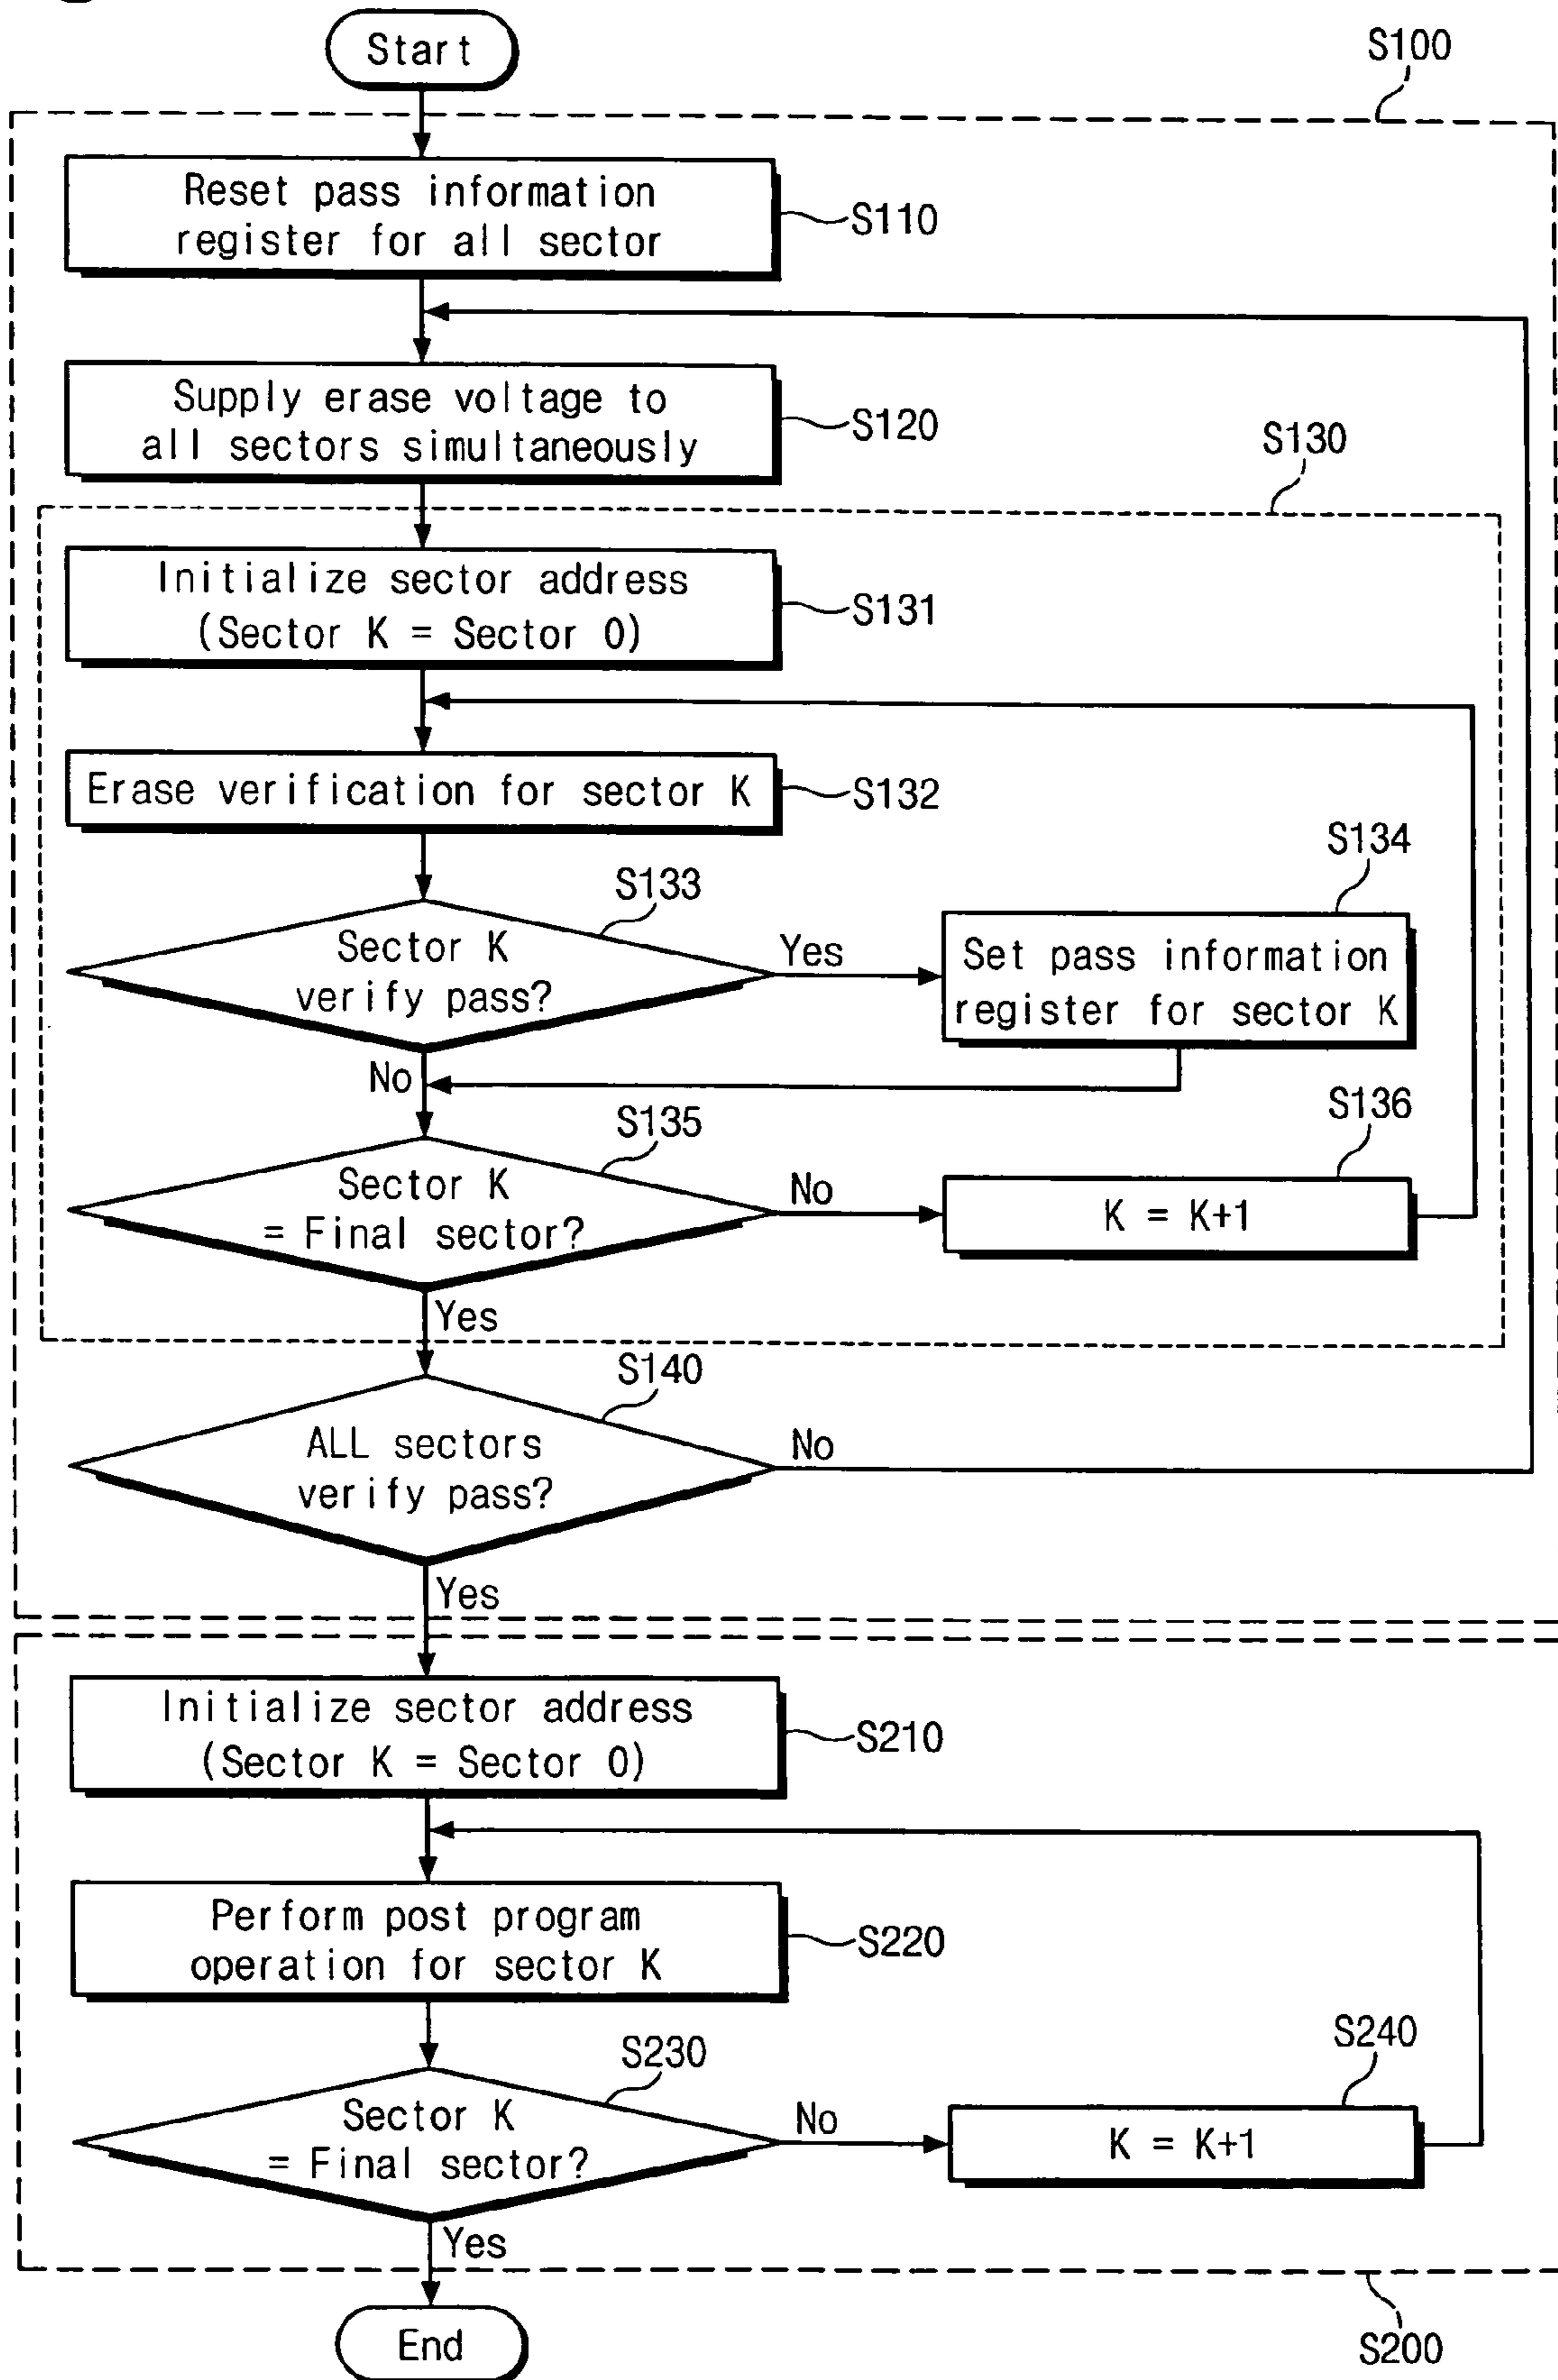 Start
S100
Reset pass information
register for all sector
S110
Supply erase voltage to
all sectors simultaneously
S120
S130
Initialize sector address
(Sector K = Sector 0)
S131
Erase verification for sector K
S132
S133
S134
Sector K
verify pass?
Yes
Set pass information
register for sector K
No
S135
S136
Sector K
= Final sector?
No
K = K+1
Yes
S140
ALL sectors
verify pass?
No
Yes
Initialize sector address
(Sector K = Sector 0)
S210
Perform post program
operation for sector K
S220
S230
S240
Sector K
= Final sector?
No
K = K+1
Yes
End
S200